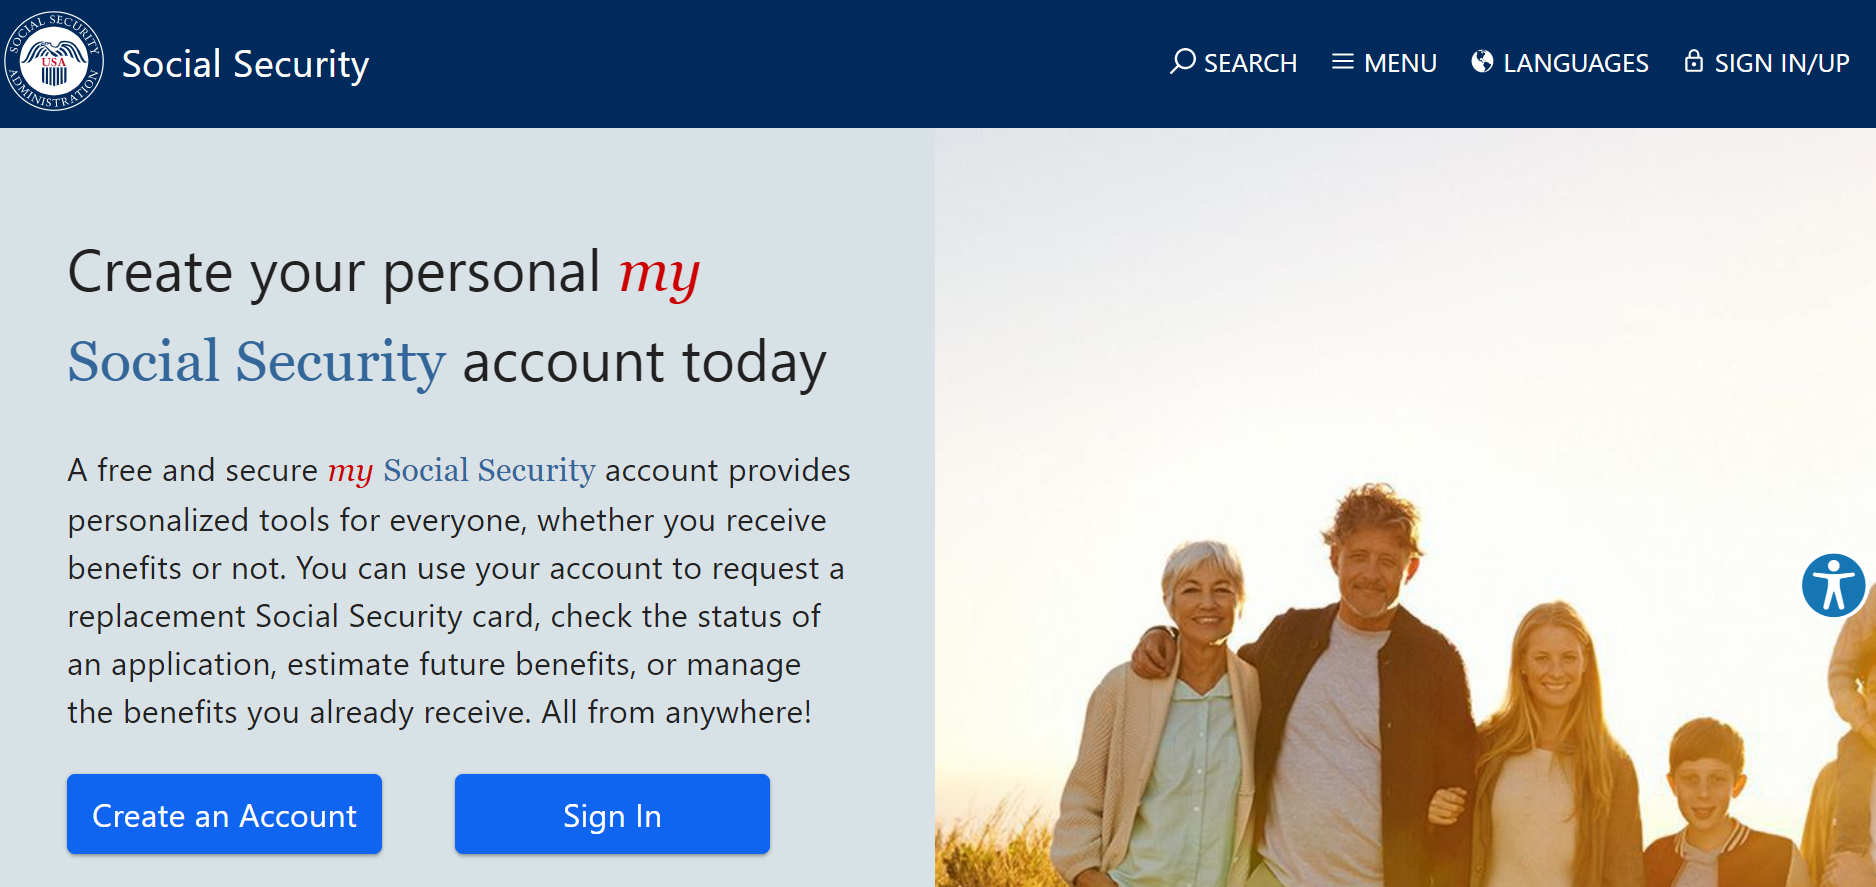 SOCIAL SECURITY ADMINISTRATION
USA
Social Security
SEARCH
MENU
LANGUAGES
SIGN IN/UP
Create your personal my
Social Security account today
A free and secure my Social Security account provides
personalized tools for everyone, whether you receive
benefits or not. You can use your account to request a
replacement Social Security card, check the status of
an application, estimate future benefits, or manage
the benefits you already receive. All from anywhere!
Create an Account
Sign In